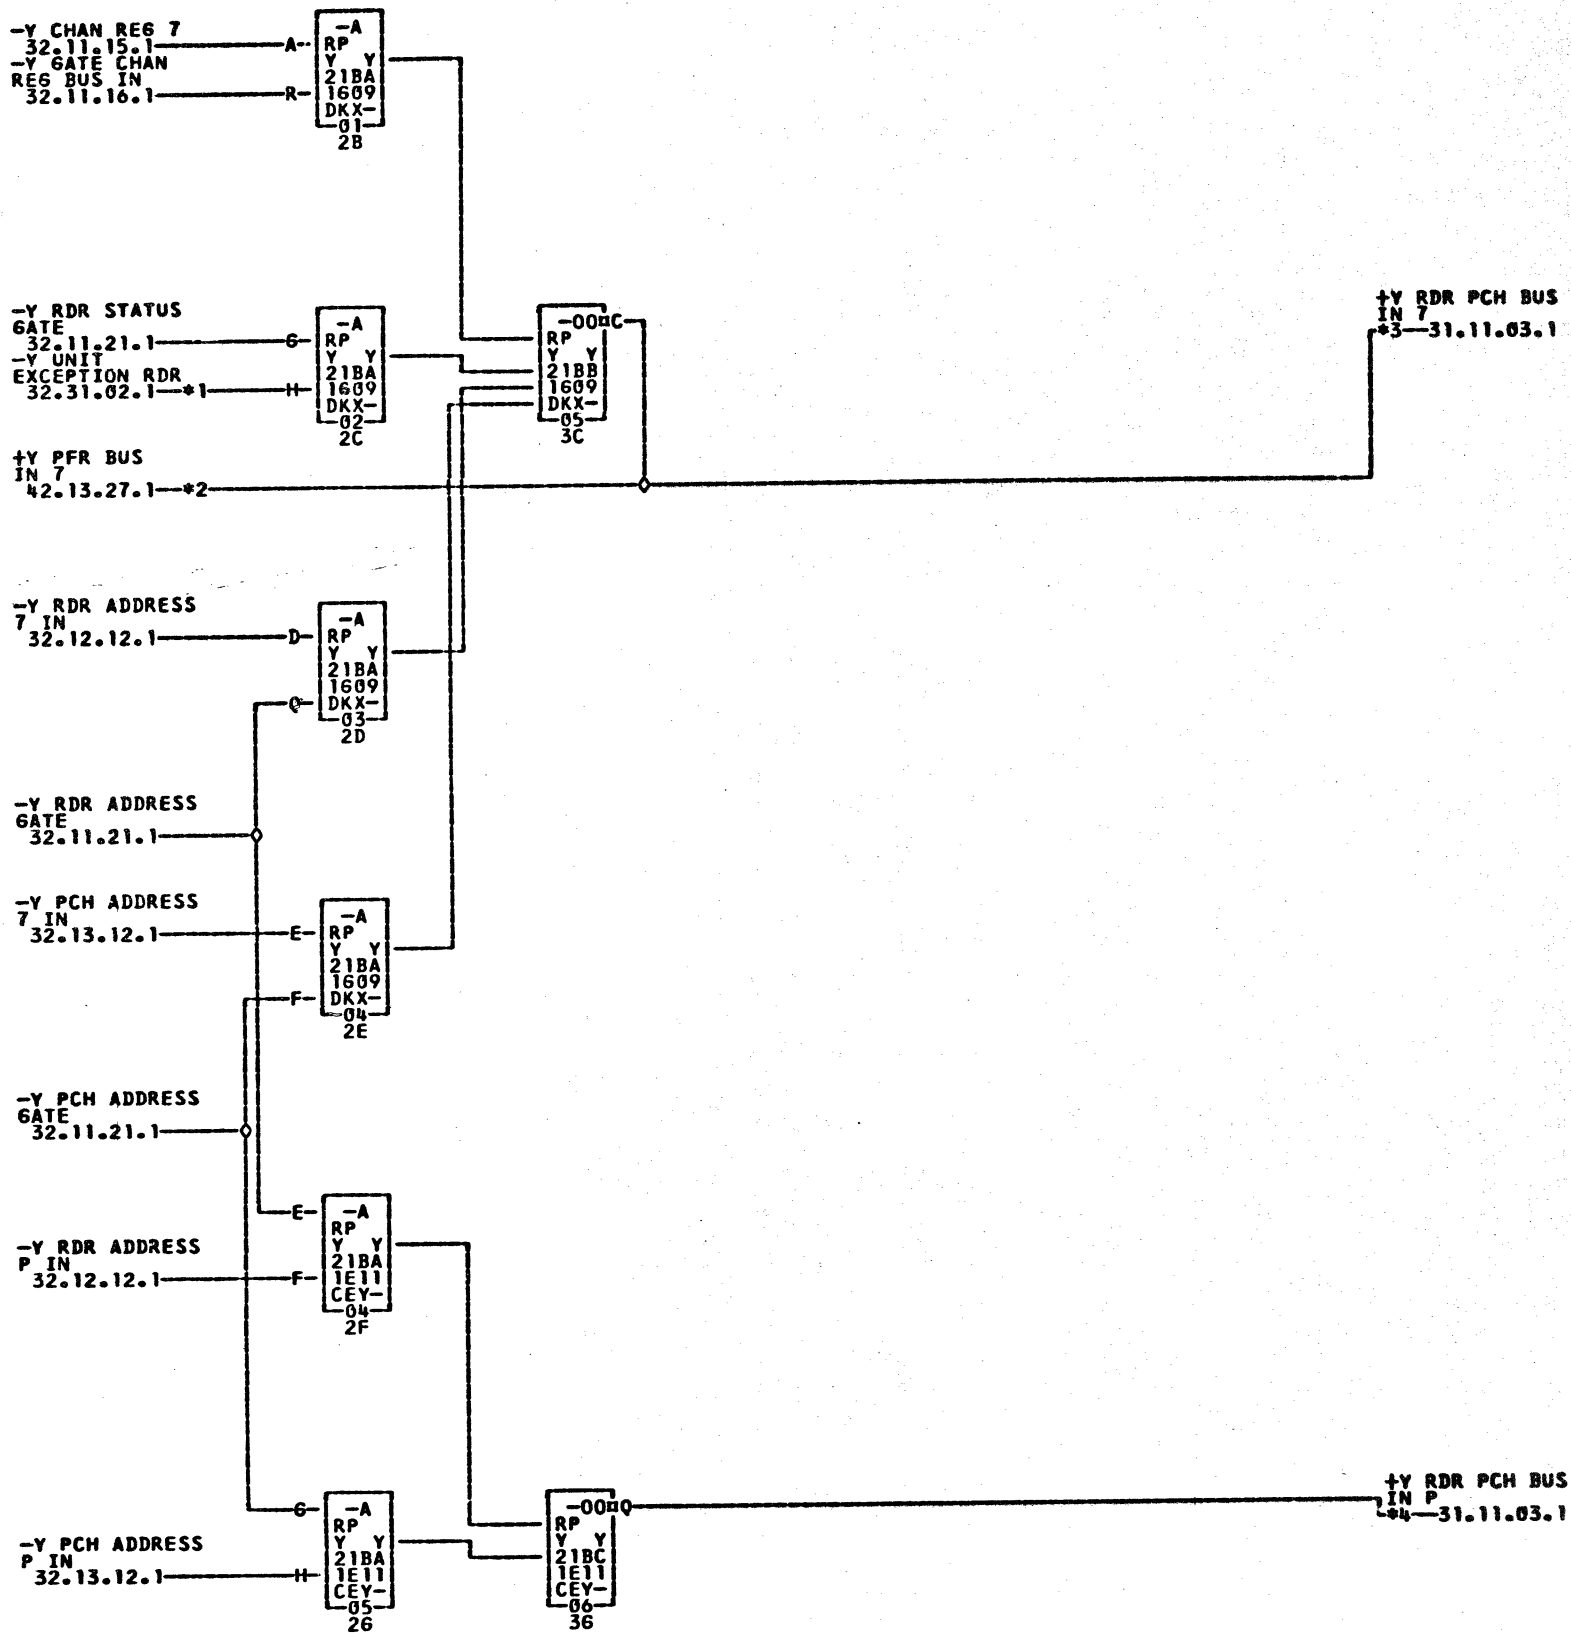 -Y CHAN REG 7
32.11.15.1 A-
-Y GATE CHAN
REG BUS IN
32.11.16.1 R-
-A
RP
Y Y
21BA
1609
DKX-
01
2B
-Y RDR STATUS
GATE
32.11.21.1 G-
-Y UNIT
EXCEPTION RDR
32.31.02.1 *1 H-
-A
RP
Y Y
21BA
1609
DKX-
02
2C
-OO¤C
RP
Y Y
21BB
1609
DKX-
05
3C
+Y RDR PCH BUS
IN 7
*3 31.11.03.1
+Y PFR BUS
IN 7
42.13.27.1 *2
-Y RDR ADDRESS
7 IN
32.12.12.1 D-
Q-
-A
RP
Y Y
21BA
1609
DKX-
03
2D
-Y RDR ADDRESS
GATE
32.11.21.1
-Y PCH ADDRESS
7 IN
32.13.12.1 E-
F-
-A
RP
Y Y
21BA
1609
DKX-
04
2E
-Y PCH ADDRESS
GATE
32.11.21.1
E-
-Y RDR ADDRESS
P IN
32.12.12.1 F-
-A
RP
Y Y
21BA
1E11
CEY-
04
2F
G-
-Y PCH ADDRESS
P IN
32.13.12.1 H
-A
RP
Y Y
21BA
1E11
CEY-
05
2G
-OO¤Q
RP
Y Y
21BC
1E11
CEY-
06
3G
+Y RDR PCH BUS
IN P
*4 31.11.03.1